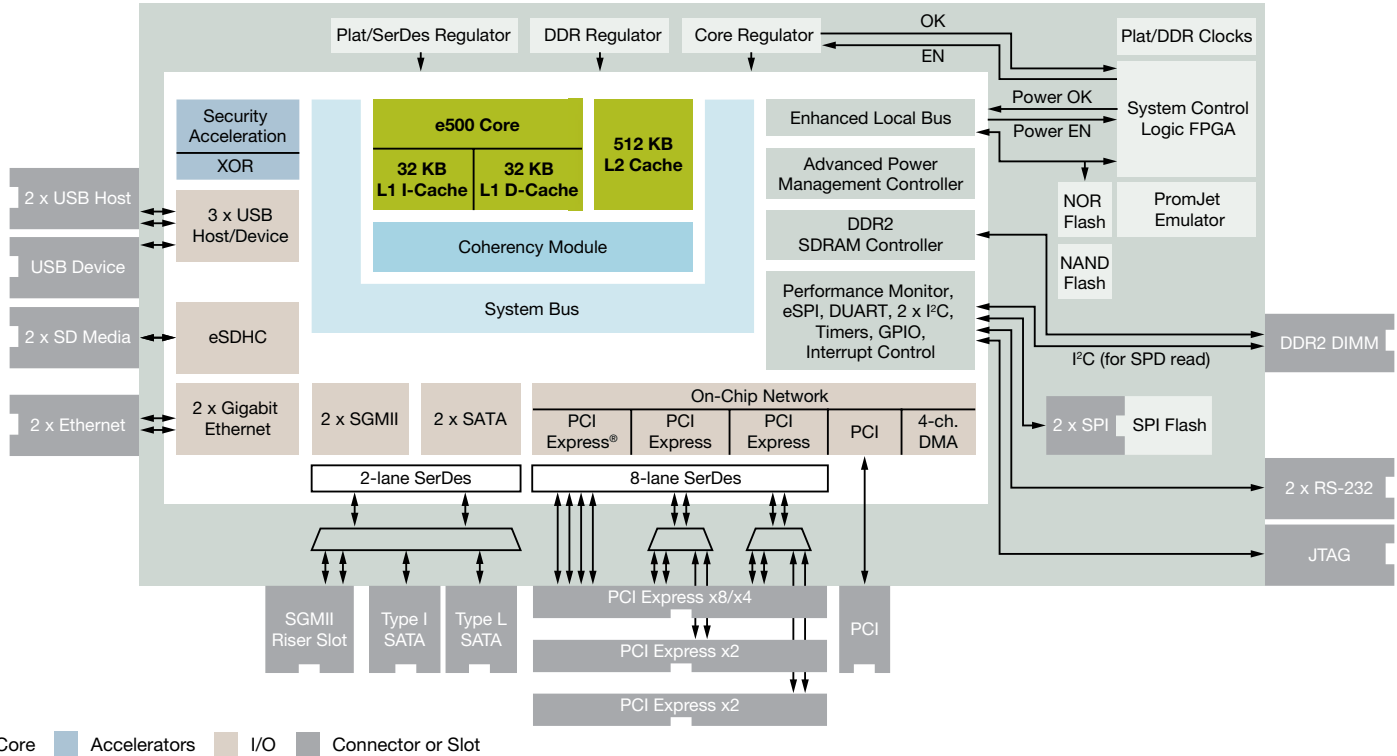 Plat/SerDes Regulator
DDR Regulator
Core Regulator
OK
EN
Plat/DDR Clocks
Power OK
Power EN
System Control
Logic FPGA
Security
Acceleration
XOR
e500 Core
32 KB
L1 I-Cache
32 KB
L1 D-Cache
512 KB
L2 Cache
Enhanced Local Bus
Advanced Power
Management Controller
NOR
Flash
PromJet
Emulator
2 x USB Host
3 x USB
Host/Device
Coherency Module
DDR2
SDRAM Controller
NAND
Flash
USB Device
System Bus
Performance Monitor,
eSPI, DUART, 2 x I²C,
Timers, GPIO,
Interrupt Control
2 x SD Media
eSDHC
DDR2 DIMM
I²C (for SPD read)
2 x Ethernet
2 x Gigabit
Ethernet
2 x SGMII
2 x SATA
On-Chip Network
PCI
Express®
PCI
Express
PCI
Express
PCI
4-ch.
DMA
2 x SPI
SPI Flash
2-lane SerDes
8-lane SerDes
2 x RS-232
JTAG
SGMII
Riser Slot
Type I
SATA
Type L
SATA
PCI Express x8/x4
PCI
PCI Express x2
PCI Express x2
Core
Accelerators
I/O
Connector or Slot